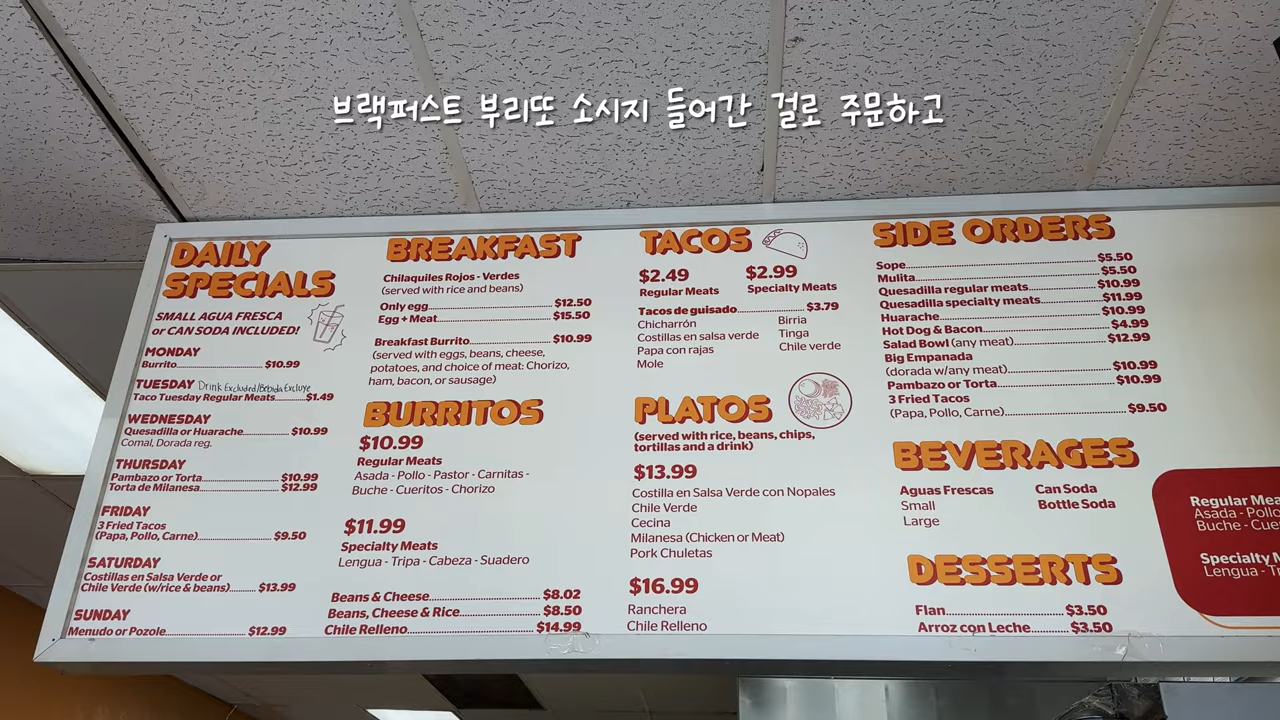 브랙퍼스트 부리또 소시지 들어간 걸로 주문하고
DAILY
SPECIALS
SMALL AGUA FRESCA
or CAN SODA INCLUDED!
MONDAY
Burrito..................$10.99
TUESDAY Drink Excluded/Bebida Excluye
Taco Tuesday Regular Meats.........$1.49
WEDNESDAY
Quesadilla or Huarache..............$10.99
Comal, Dorada reg.
THURSDAY
Pambazo or Torta.......................$10.99
Torta de Milanesa.......................$12.99
FRIDAY
3 Fried Tacos
(Papa, Pollo, Carne)....................$9.50
SATURDAY
Costillas en Salsa Verde or
Chile Verde (w/rice & beans)........$13.99
SUNDAY
Menudo or Pozole......................$12.99
BREAKFAST
Chilaquiles Rojos - Verdes
(served with rice and beans)
Only egg..............................$12.50
Egg + Meat...........................$15.50
Breakfast Burrito.....................$10.99
(served with eggs, beans, cheese,
potatoes, and choice of meat: Chorizo,
ham, bacon, or sausage)
BURRITOS
$10.99
Regular Meats
Asada - Pollo - Pastor - Carnitas -
Buche - Cueritos - Chorizo
$11.99
Specialty Meats
Lengua - Tripa - Cabeza - Suadero
Beans & Cheese.......................$8.02
Beans, Cheese & Rice................$8.50
Chile Relleno...........................$14.99
TACOS
$2.49
Regular Meats
$2.99
Specialty Meats
Tacos de guisado.................$3.79
Chicharrón
Costillas en salsa verde
Papa con rajas
Mole
Birria
Tinga
Chile verde
PLATOS
(served with rice, beans, chips,
tortillas and a drink)
$13.99
Costilla en Salsa Verde con Nopales
Chile Verde
Cecina
Milanesa (Chicken or Meat)
Pork Chuletas
$16.99
Ranchera
Chile Relleno
SIDE ORDERS
Sope.............................................$5.50
Mulita...........................................$5.50
Quesadilla regular meats.................$10.99
Quesadilla specialty meats..............$11.99
Huarache......................................$10.99
Hot Dog & Bacon...........................$4.99
Salad Bowl (any meat)....................$12.99
Big Empanada
(dorada w/any meat)......................$10.99
Pambazo or Torta..........................$10.99
3 Fried Tacos
(Papa, Pollo, Carne).......................$9.50
BEVERAGES
Aguas Frescas
Small
Large
Can Soda
Bottle Soda
DESSERTS
Flan..............................$3.50
Arroz con Leche............$3.50
Regular Mea
Asada - Pollo
Buche - Cue
Specialty M
Lengua - Tr